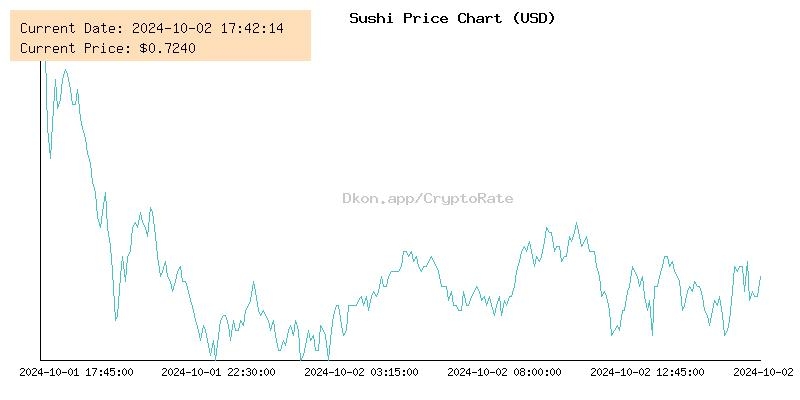 Sushi Price Chart (USD)
Current Date: 2024-10-02 17:42:14
Current Price: $0.7240
Dkon.app/CryptoRate
2024-10-01 17:45:00 2024-10-01 22:30:00 2024-10-02 03:15:00 2024-10-02 08:00:00 2024-10-02 12:45:00 2024-10-02